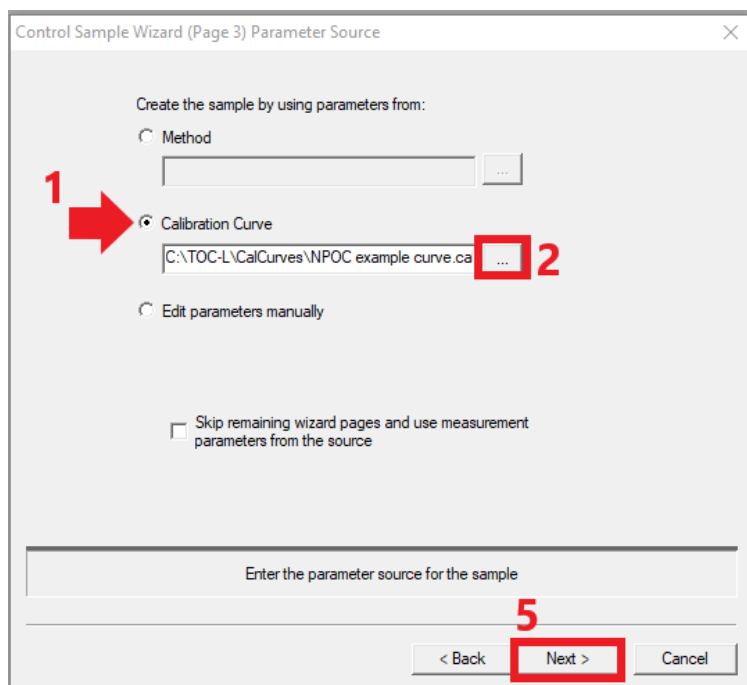 Control Sample Wizard (Page 3) Parameter Source
Create the sample by using parameters from:
Method
...
1
Calibration Curve
C:\TOC-L\CalCurves\NPOC example curve.ca
...
2
Edit parameters manually
Skip remaining wizard pages and use measurement
parameters from the source
Enter the parameter source for the sample
5
< Back
Next >
Cancel